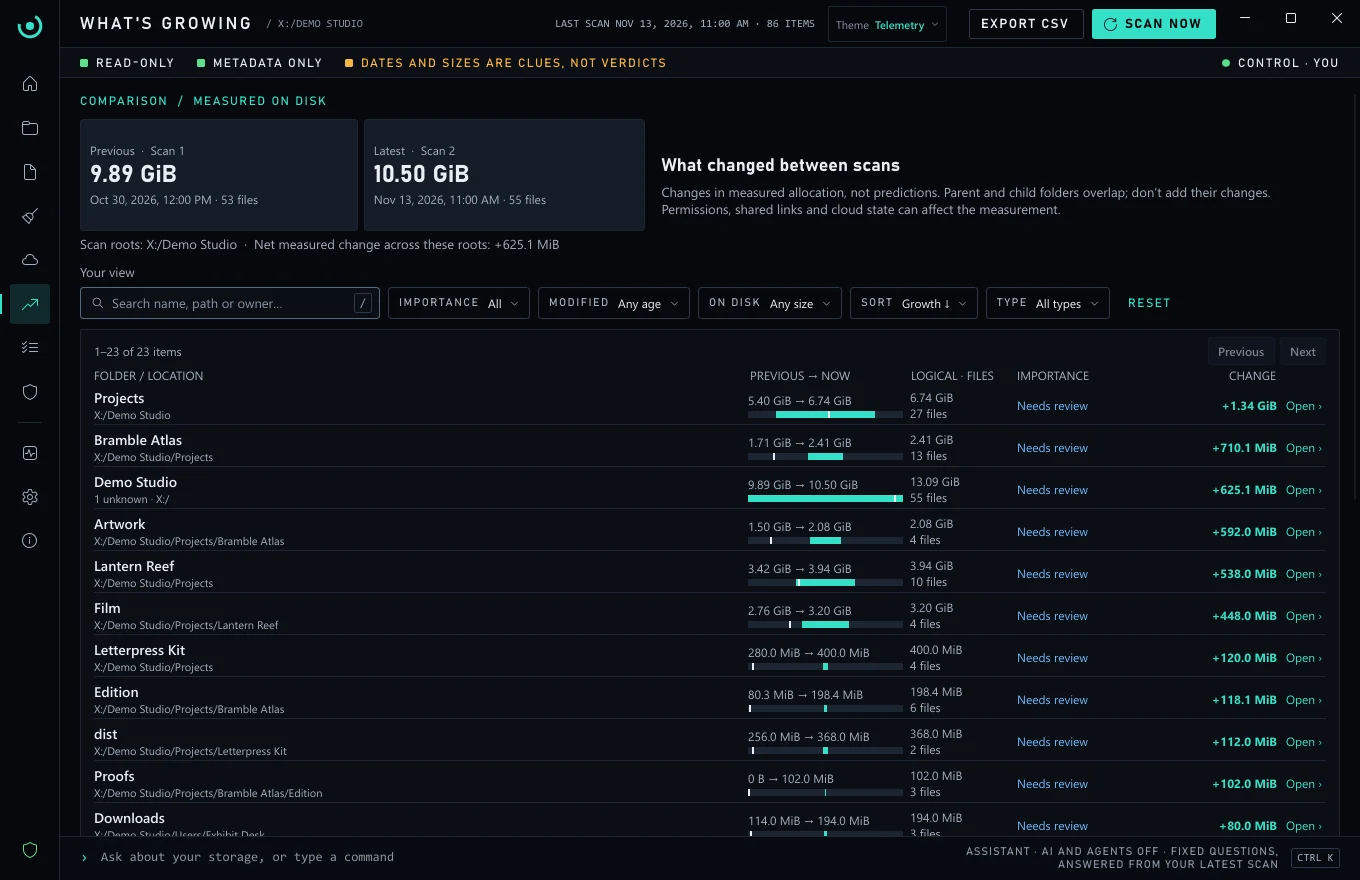 WHAT'S GROWING / X:/DEMO STUDIO LAST SCAN NOV 13, 2026, 11:00 AM · 86 ITEMS Theme Telemetry EXPORT CSV SCAN NOW
READ-ONLY METADATA ONLY DATES AND SIZES ARE CLUES, NOT VERDICTS CONTROL · YOU
COMPARISON / MEASURED ON DISK
Previous · Scan 1
9.89 GiB
Oct 30, 2026, 12:00 PM · 53 files
Latest · Scan 2
10.50 GiB
Nov 13, 2026, 11:00 AM · 55 files
What changed between scans
Changes in measured allocation, not predictions. Parent and child folders overlap; don't add their changes.
Permissions, shared links and cloud state can affect the measurement.
Scan roots: X:/Demo Studio · Net measured change across these roots: +625.1 MiB
Your view
Search name, path or owner... / IMPORTANCE All MODIFIED Any age ON DISK Any size SORT Growth ↓ TYPE All types RESET
1–23 of 23 items Previous Next
FOLDER / LOCATION PREVIOUS → NOW LOGICAL · FILES IMPORTANCE CHANGE
Projects
X:/Demo Studio
5.40 GiB → 6.74 GiB
6.74 GiB
27 files
Needs review +1.34 GiB Open ›
Bramble Atlas
X:/Demo Studio/Projects
1.71 GiB → 2.41 GiB
2.41 GiB
13 files
Needs review +710.1 MiB Open ›
Demo Studio
1 unknown · X:/
9.89 GiB → 10.50 GiB
13.09 GiB
55 files
Needs review +625.1 MiB Open ›
Artwork
X:/Demo Studio/Projects/Bramble Atlas
1.50 GiB → 2.08 GiB
2.08 GiB
4 files
Needs review +592.0 MiB Open ›
Lantern Reef
X:/Demo Studio/Projects
3.42 GiB → 3.94 GiB
3.94 GiB
10 files
Needs review +538.0 MiB Open ›
Film
X:/Demo Studio/Projects/Lantern Reef
2.76 GiB → 3.20 GiB
3.20 GiB
4 files
Needs review +448.0 MiB Open ›
Letterpress Kit
X:/Demo Studio/Projects
280.0 MiB → 400.0 MiB
400.0 MiB
4 files
Needs review +120.0 MiB Open ›
Edition
X:/Demo Studio/Projects/Bramble Atlas
80.3 MiB → 198.4 MiB
198.4 MiB
6 files
Needs review +118.1 MiB Open ›
dist
X:/Demo Studio/Projects/Letterpress Kit
256.0 MiB → 368.0 MiB
368.0 MiB
2 files
Needs review +112.0 MiB Open ›
Proofs
X:/Demo Studio/Projects/Bramble Atlas/Edition
0 B → 102.0 MiB
102.0 MiB
3 files
Needs review +102.0 MiB Open ›
Downloads
X:/Demo Studio/Users/Exhibit Desk
114.0 MiB → 194.0 MiB
194.0 MiB
3 files
Needs review +80.0 MiB Open ›
› Ask about your storage, or type a command
ASSISTANT · AI AND AGENTS OFF · FIXED QUESTIONS,
ANSWERED FROM YOUR LATEST SCAN
CTRL K